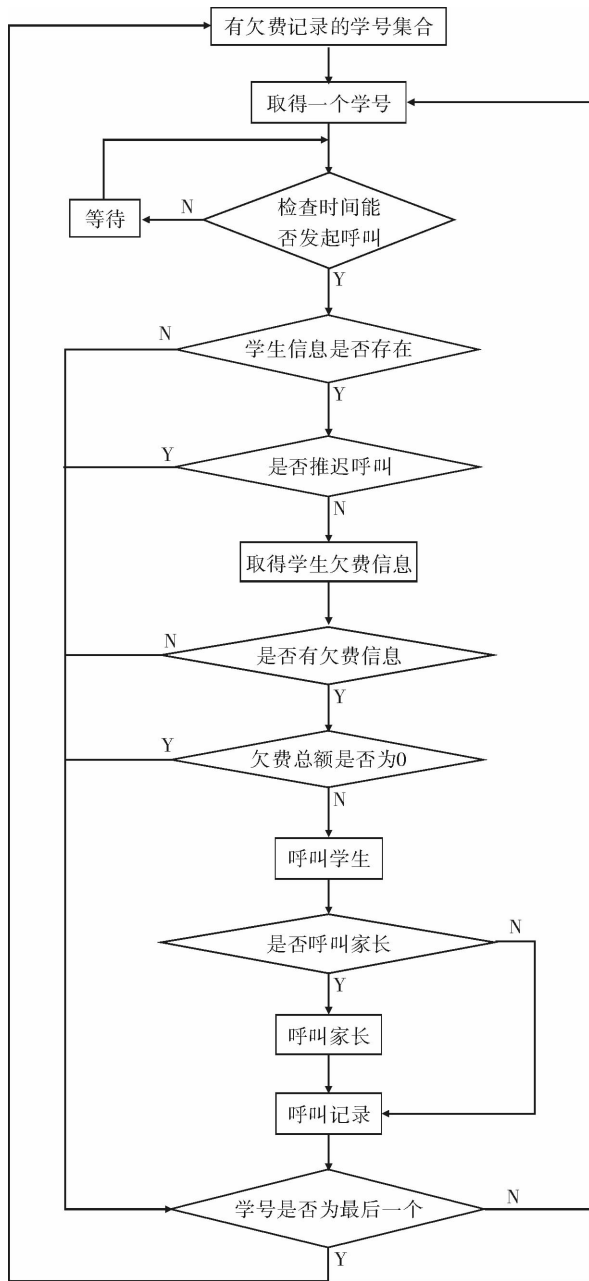 有欠费记录的学号集合
取得一个学号
检查时间能
否发起呼叫
N
等待
Y
学生信息是否存在
N
Y
是否推迟呼叫
Y
N
取得学生欠费信息
是否有欠费信息
N
Y
欠费总额是否为0
Y
N
呼叫学生
是否呼叫家长
N
Y
呼叫家长
呼叫记录
学号是否为最后一个
N
Y